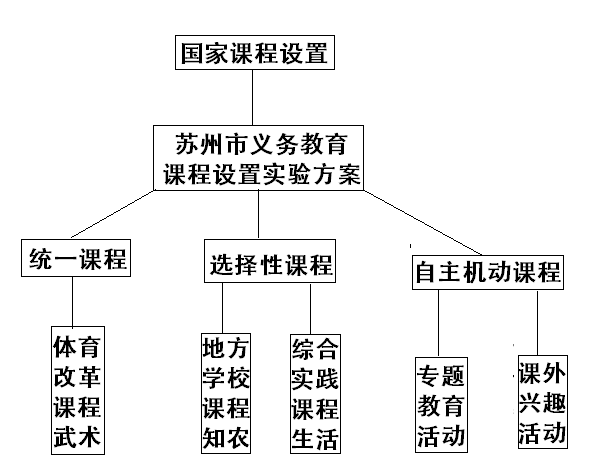 国家课程设置
苏州市义务教育
课程设置实验方案
统一课程
选择性课程
自主机动课程
体育
改革
课程
武术
地方
学校
课程
知农
综合
实践
课程
生活
专题
教育
活动
课外
兴趣
活动